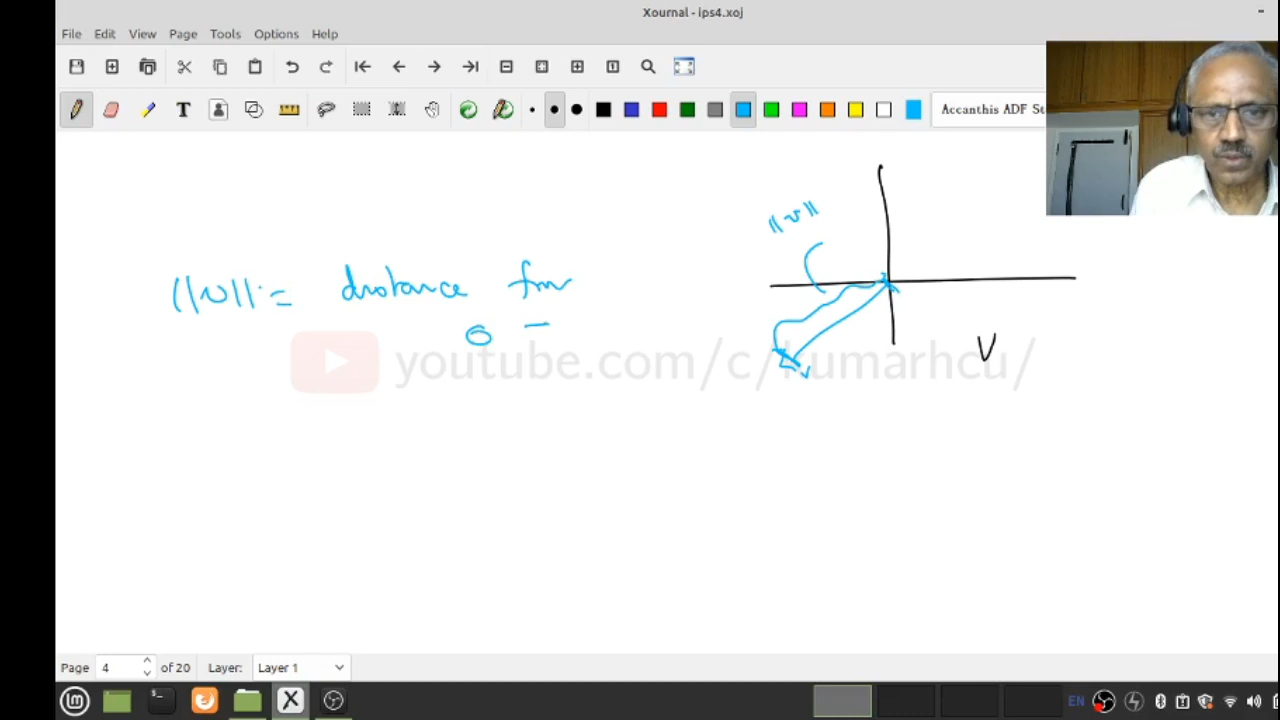 Xournal - ips4.xoj
File Edit View Page Tools Options Help
Accanthis ADF St
||v||
||v|| = distance from
0
V
v
youtube.com/c/kumarhcu/
Page 4 of 20 Layer: Layer 1
EN